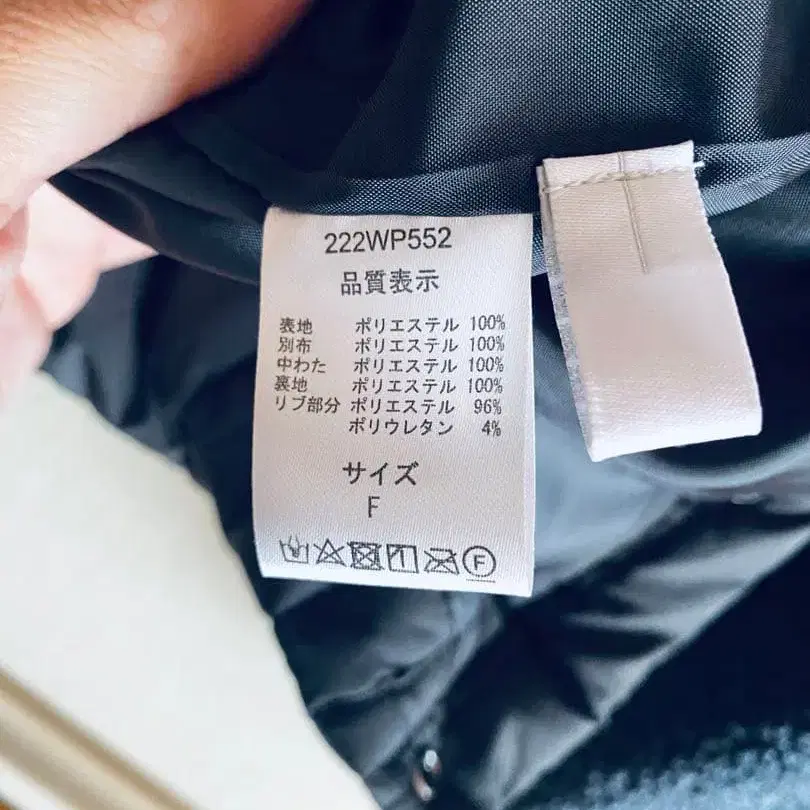 222WP552
品質表示
表地 ポリエステル 100%
別布 ポリエステル 100%
中わた ポリエステル 100%
裏地 ポリエステル 100%
リブ部分 ポリエステル 96%
ポリウレタン 4%
サイズ
F
F